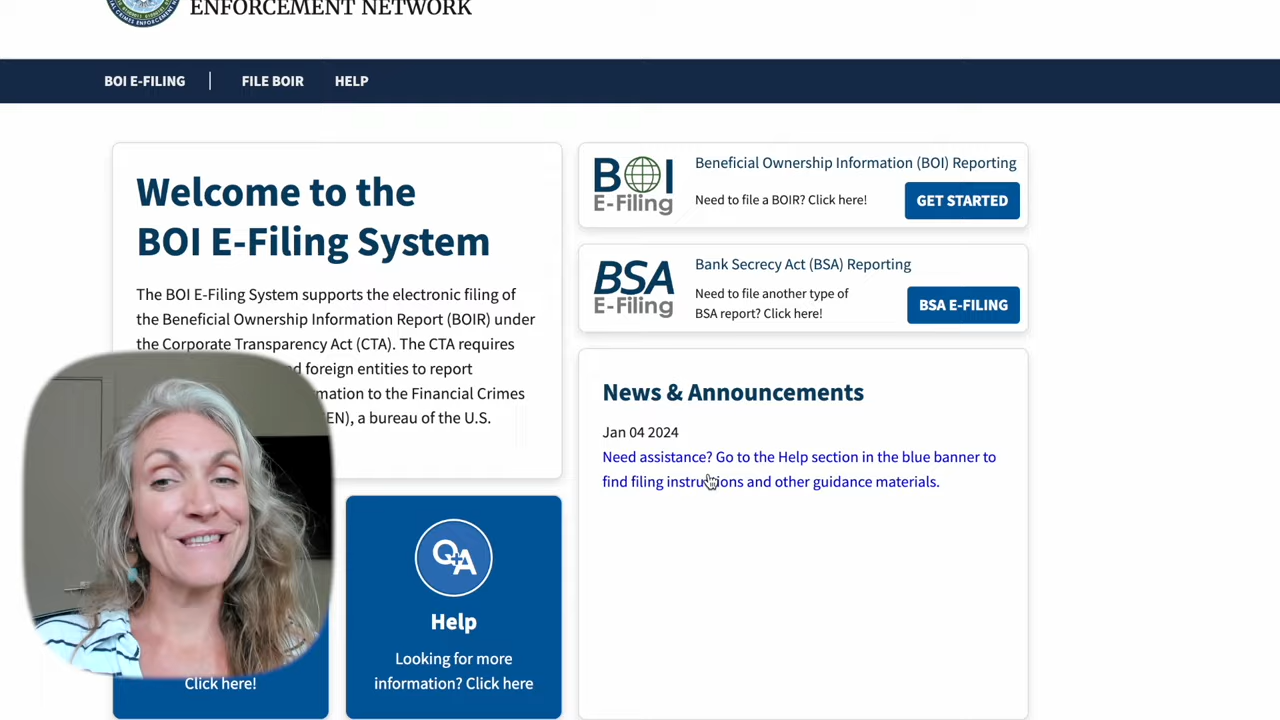 ENFORCEMENT NETWORK
BOI E-FILING
FILE BOIR
HELP
Welcome to the
BOI E-Filing System
The BOI E-Filing System supports the electronic filing of
the Beneficial Ownership Information Report (BOIR) under
the Corporate Transparency Act (CTA). The CTA requires
foreign entities to report
to the Financial Crimes
a bureau of the U.S.
BOI
E-Filing
Beneficial Ownership Information (BOI) Reporting
Need to file a BOIR? Click here!
GET STARTED
BSA
E-Filing
Bank Secrecy Act (BSA) Reporting
Need to file another type of
BSA report? Click here!
BSA E-FILING
News & Announcements
Jan 04 2024
Need assistance? Go to the Help section in the blue banner to
find filing instructions and other guidance materials.
Click here!
Q+A
Help
Looking for more
information? Click here